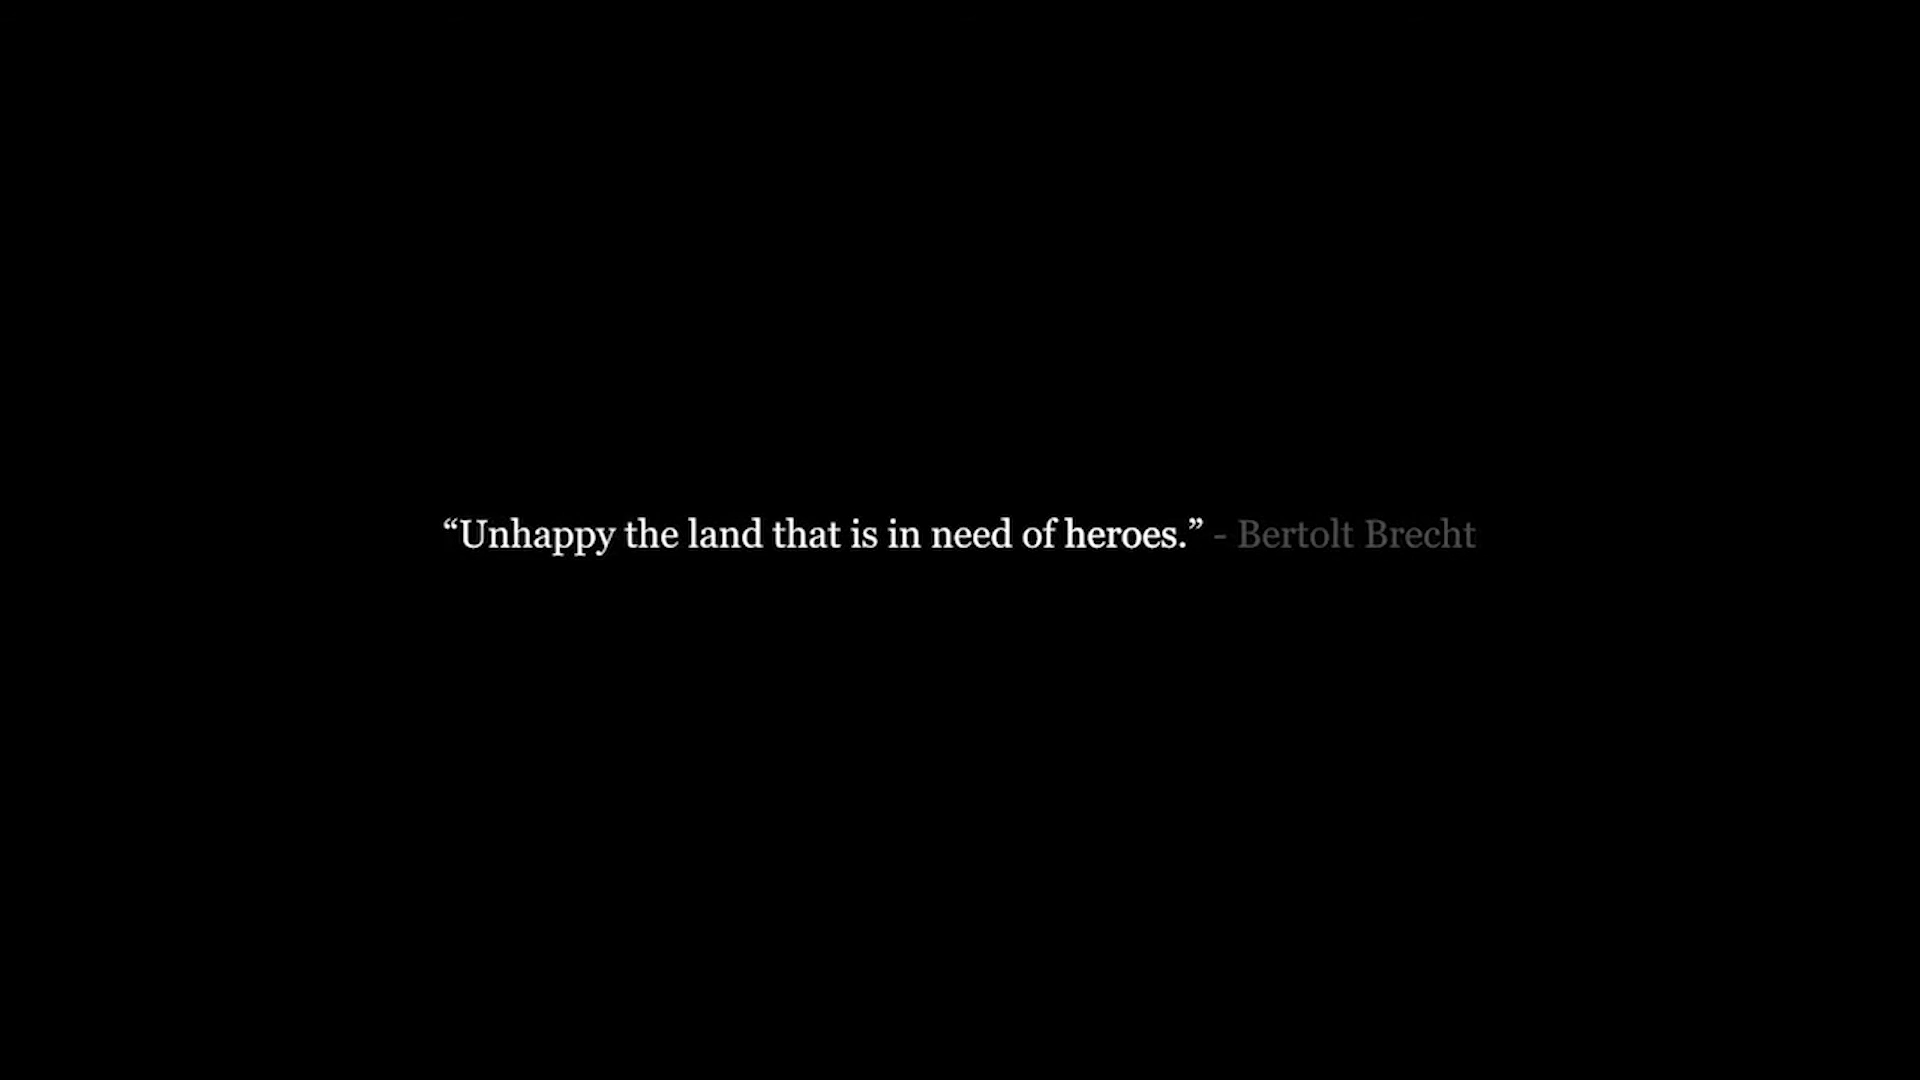 “Unhappy the land that is in need of heroes.” - Bertolt Brecht